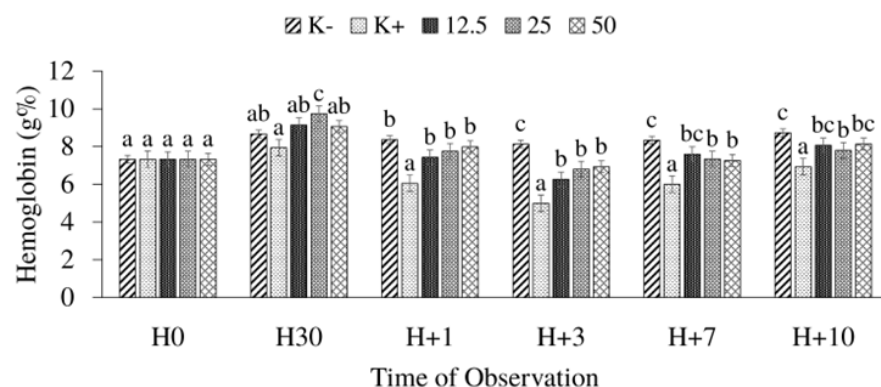 K- K+ 12.5 25 50
Hemoglobin (g%)
12
10
8
6
4
2
0
a a a a a
ab a ab c ab
b a b b b
c a b b b
c a bc b b
c a bc b bc
H0 H30 H+1 H+3 H+7 H+10
Time of Observation